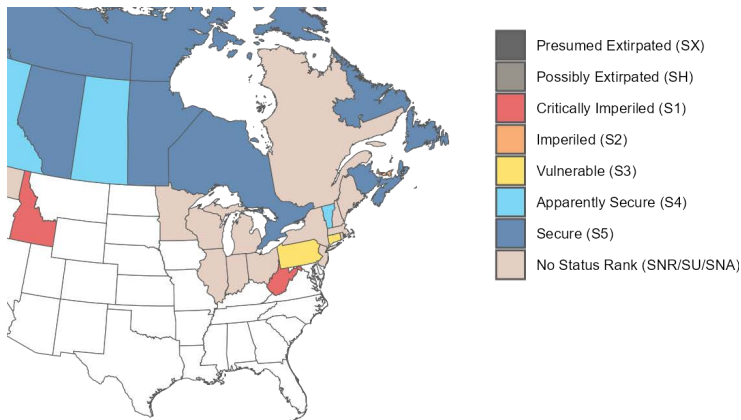 Presumed Extirpated (SX)
Possibly Extirpated (SH)
Critically Imperiled (S1)
Imperiled (S2)
Vulnerable (S3)
Apparently Secure (S4)
Secure (S5)
No Status Rank (SNR/SU/SNA)